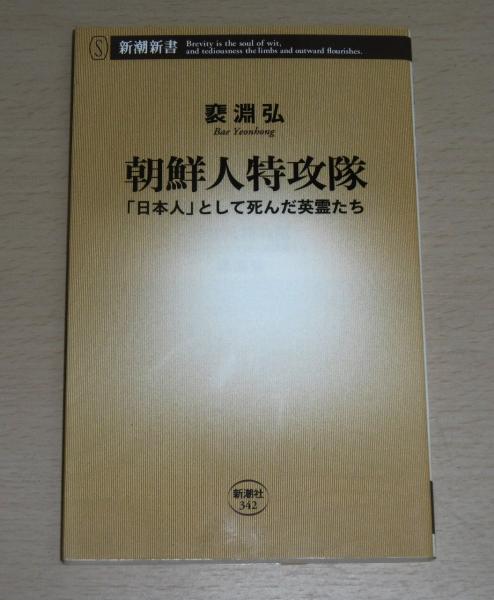 S 新潮新書
Brevity is the soul of wit,
and tediousness the limbs and outward flourishes.
裵淵弘
Bae Yeonhong
朝鮮人特攻隊
「日本人」として死んだ英霊たち
新潮社
342